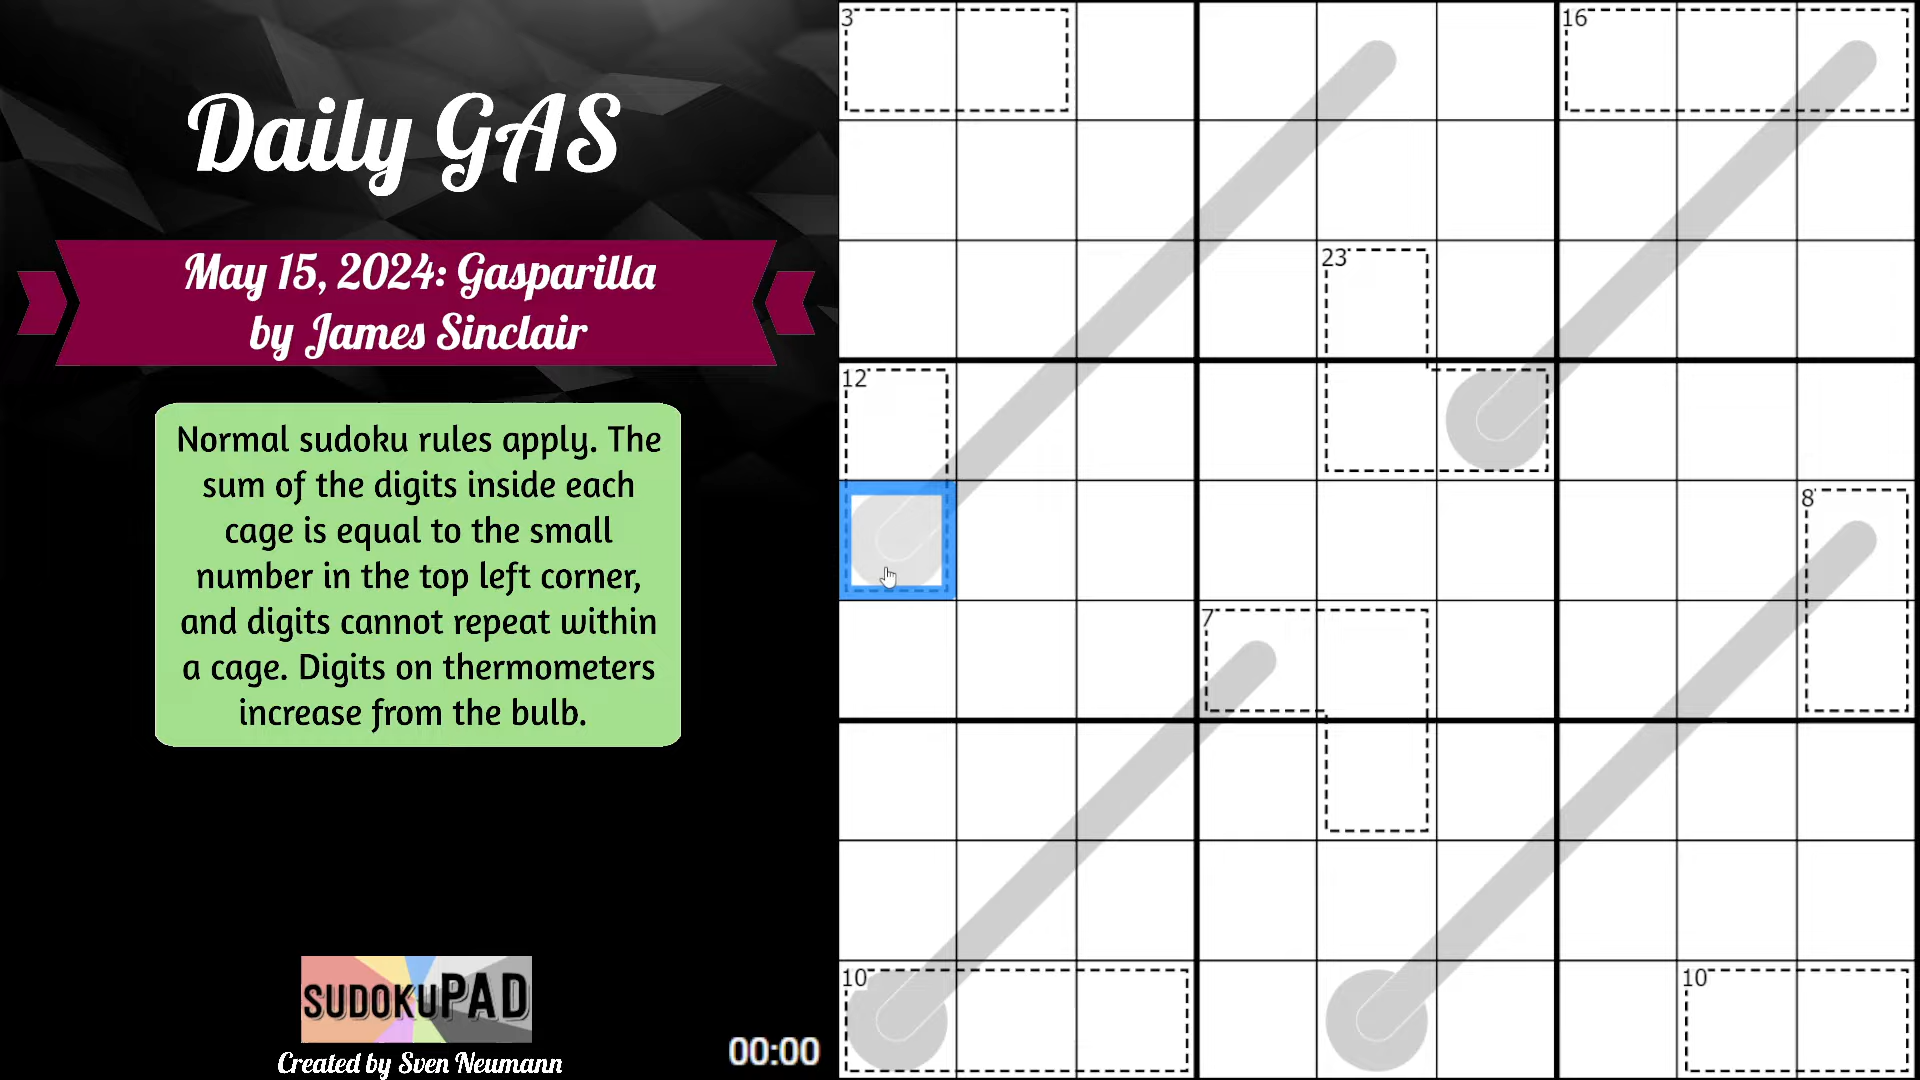 Daily GAS
May 15, 2024: Gasparilla
by James Sinclair
Normal sudoku rules apply. The
sum of the digits inside each
cage is equal to the small
number in the top left corner,
and digits cannot repeat within
a cage. Digits on thermometers
increase from the bulb.
SUDOKUPAD
Created by Sven Neumann
00:00
3
16
23
12
8
7
10
10